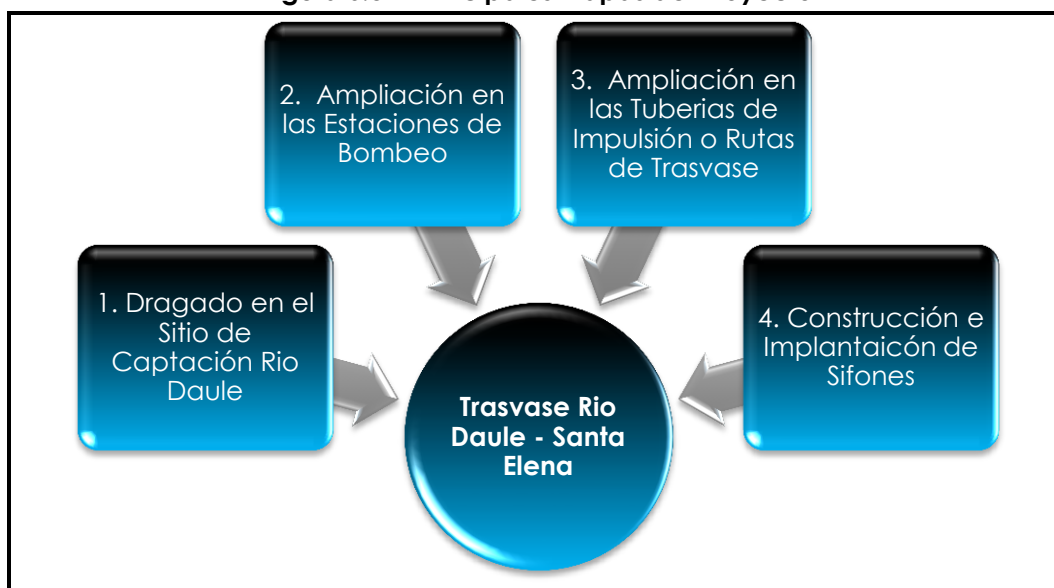 1. Dragado en el
Sitio de
Captación Rio
Daule
2. Ampliación en
las Estaciones de
Bombeo
3. Ampliación en
las Tuberias de
Impulsión o Rutas
de Trasvase
4. Construcción e
Implantaicón de
Sifones
Trasvase Rio
Daule - Santa
Elena